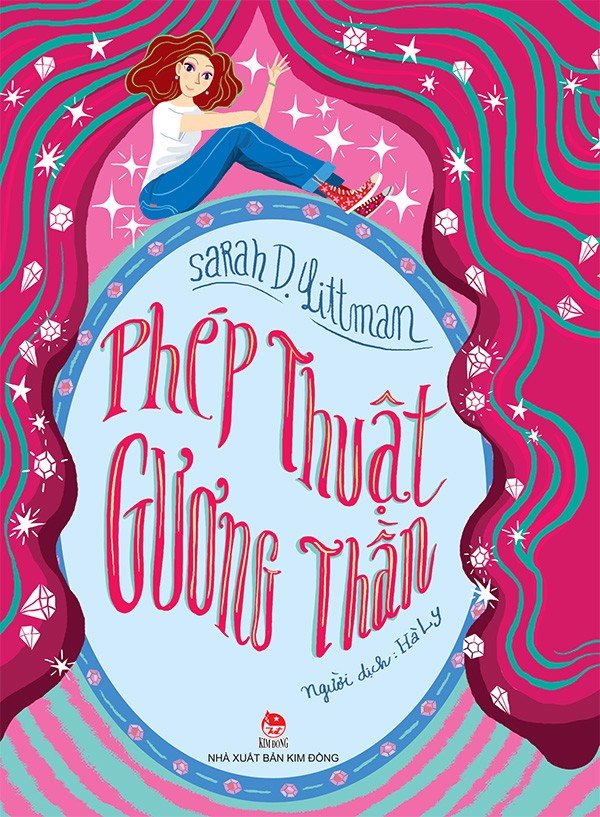 Sarah D. Littman
Phép Thuật
Gương Thần
Người dịch: Hà Ly
KIM ĐỒNG
NHÀ XUẤT BẢN KIM ĐỒNG